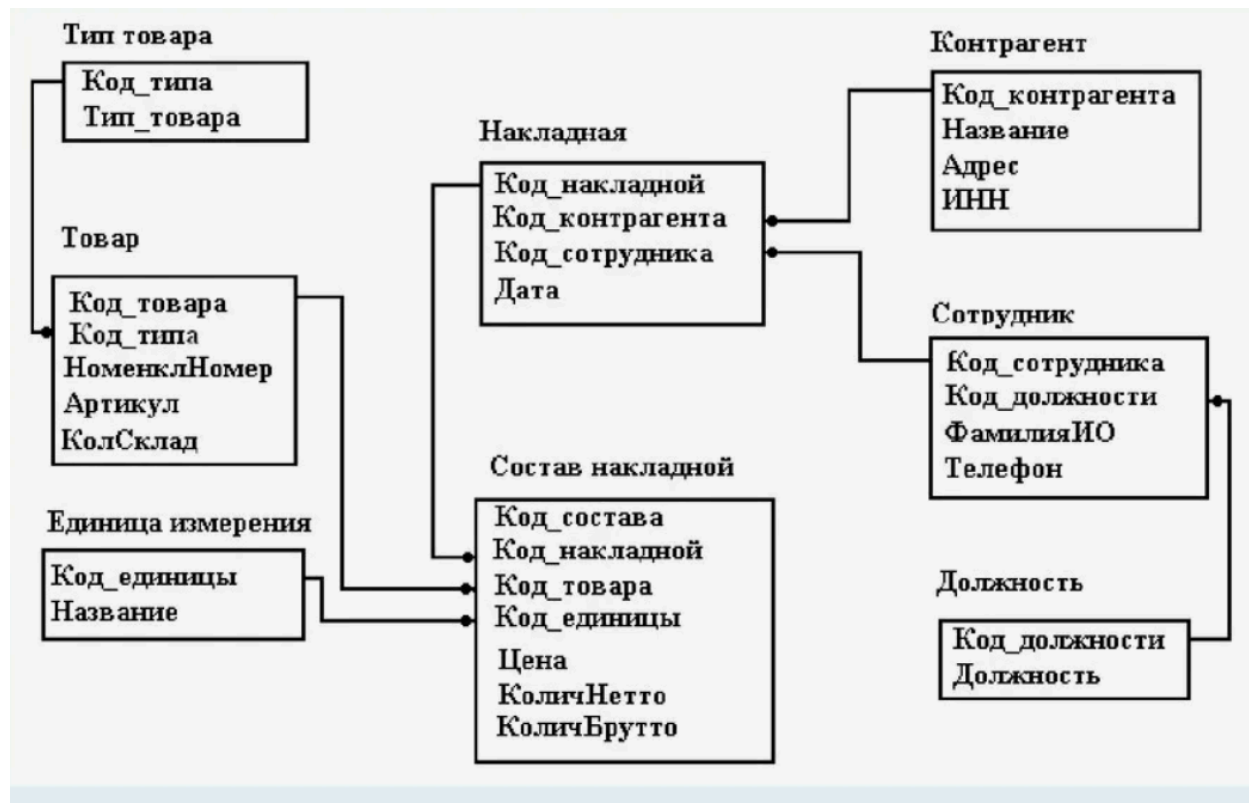 Тип товара
Код_типа
Тип_товара
Товар
Код_товара
Код_типа
НоменклНомер
Артикул
КолСклад
Единица измерения
Код_единицы
Название
Накладная
Код_накладной
Код_контрагента
Код_сотрудника
Дата
Состав накладной
Код_состава
Код_накладной
Код_товара
Код_единицы
Цена
КоличНетто
КоличБрутто
Контрагент
Код_контрагента
Название
Адрес
ИНН
Сотрудник
Код_сотрудника
Код_должности
ФамилияИО
Телефон
Должность
Код_должности
Должность